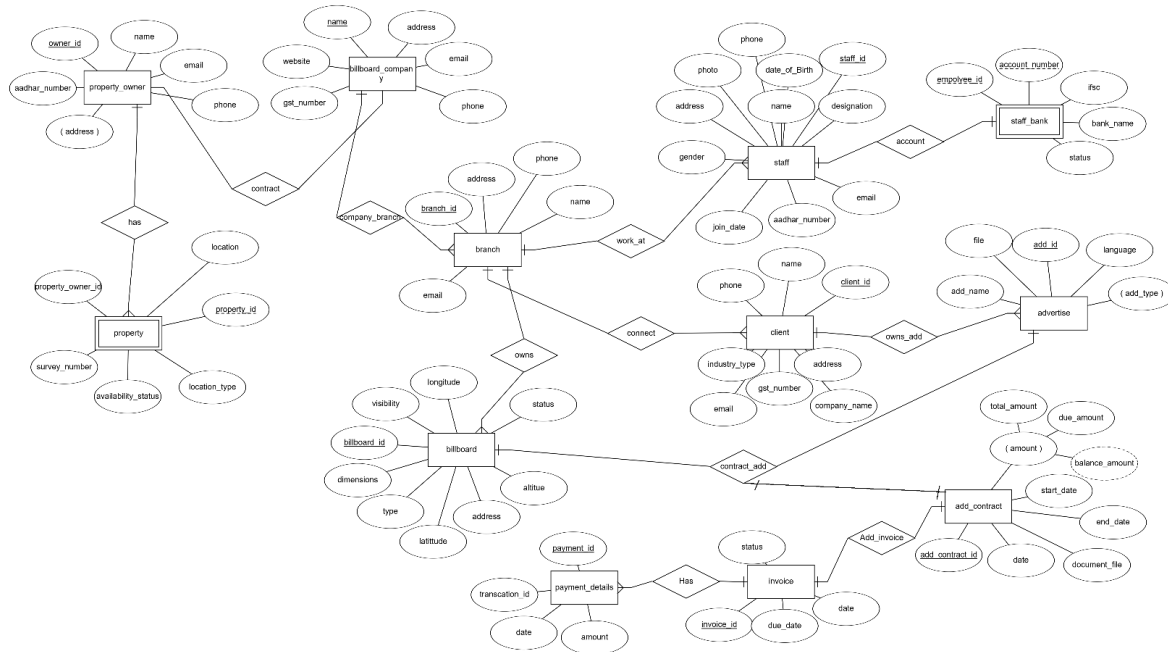 owner_id
name
email
aadhar_number
property_owner
phone
( address )
name
address
website
billboard_compan
y
email
gst_number
phone
contract
has
company_branch
location
property_owner_id
property_id
property
survey_number
location_type
availability_status
phone
address
branch_id
name
branch
email
work_at
phone
photo
date_of_Birth
staff_id
address
name
designation
gender
staff
email
join_date
aadhar_number
account
account_number
empolyee_id
ifsc
staff_bank
bank_name
status
connect
owns
name
phone
client_id
client
industry_type
address
gst_number
email
company_name
owns_add
file
add_id
language
add_name
( add_type )
advertise
longitude
visibility
status
billboard_id
billboard
dimensions
altitue
type
address
latittude
contract_add
total_amount
due_amount
( amount )
balance_amount
start_date
add_contract
end_date
add_contract_id
date
document_file
Add_invoice
status
invoice
invoice_id
due_date
date
Has
payment_id
transcation_id
payment_details
date
amount